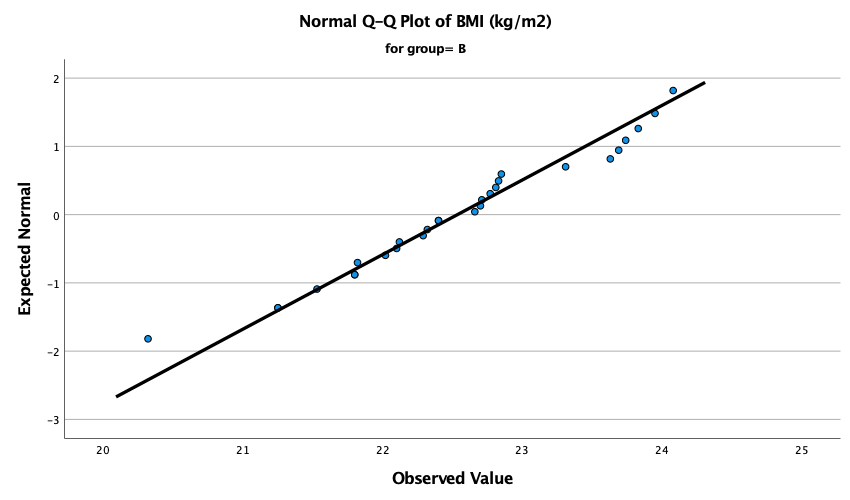 Normal Q-Q Plot of BMI (kg/m2)
for group= B
2
1
0
-1
-2
-3
Expected Normal
20 21 22 23 24 25
Observed Value